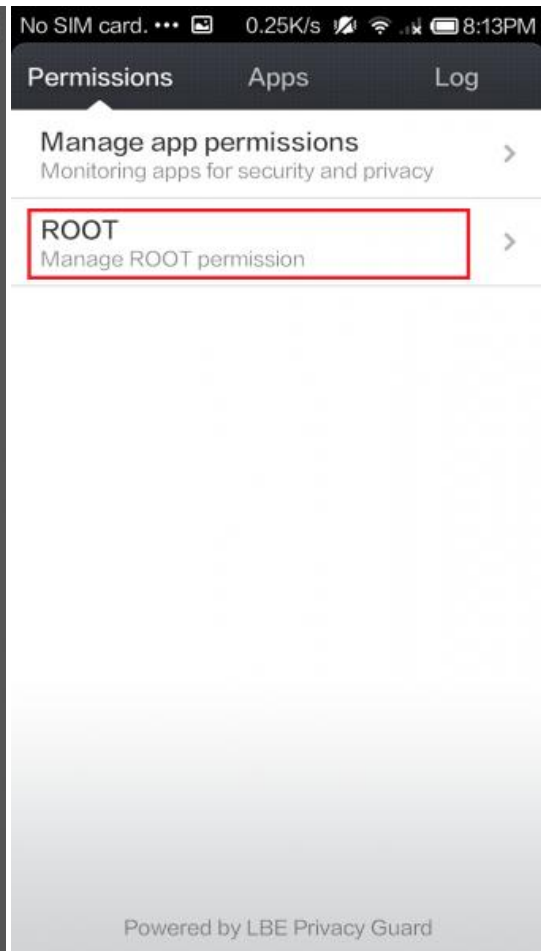 No SIM card. ••• 0.25K/s 8:13PM
Permissions Apps Log
Manage app permissions
Monitoring apps for security and privacy
ROOT
Manage ROOT permission
Powered by LBE Privacy Guard